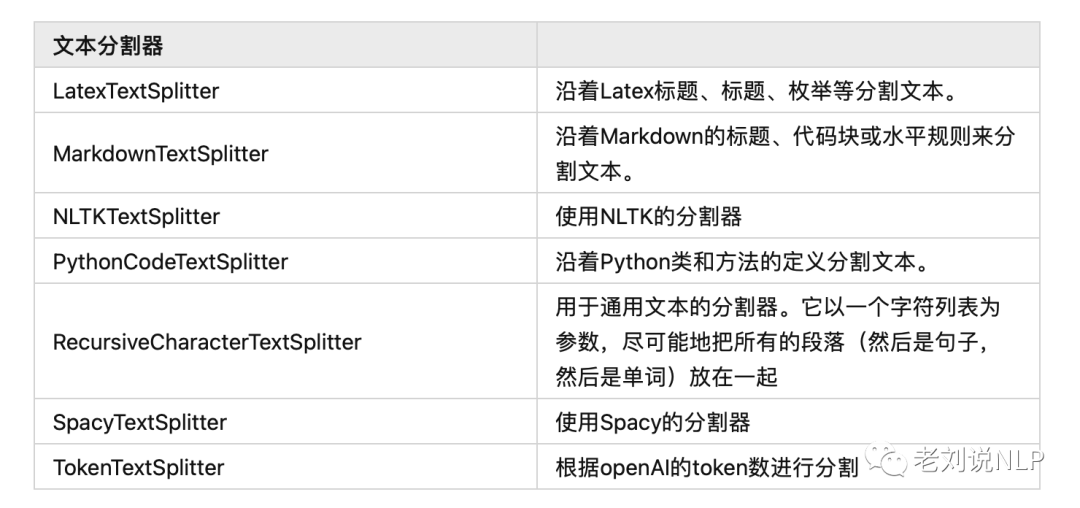 文本分割器
LatexTextSplitter
沿着Latex标题、标题、枚举等分割文本。
MarkdownTextSplitter
沿着Markdown的标题、代码块或水平规则来分
割文本。
NLTKTextSplitter
使用NLTK的分割器
PythonCodeTextSplitter
沿着Python类和方法的定义分割文本。
RecursiveCharacterTextSplitter
用于通用文本的分割器。它以一个字符列表为
参数，尽可能地把所有的段落（然后是句子，
然后是单词）放在一起
SpacyTextSplitter
使用Spacy的分割器
TokenTextSplitter
根据openAI的token数进行分割
老刘说NLP